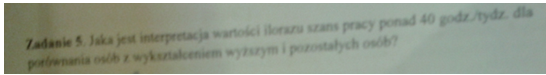 Zadanie 5. Jaka jest interpretacja wartości ilorazu szans pracy ponad 40 godz./tydz. dla
porównania osób z wykształceniem wyższym i pozostałych osób?